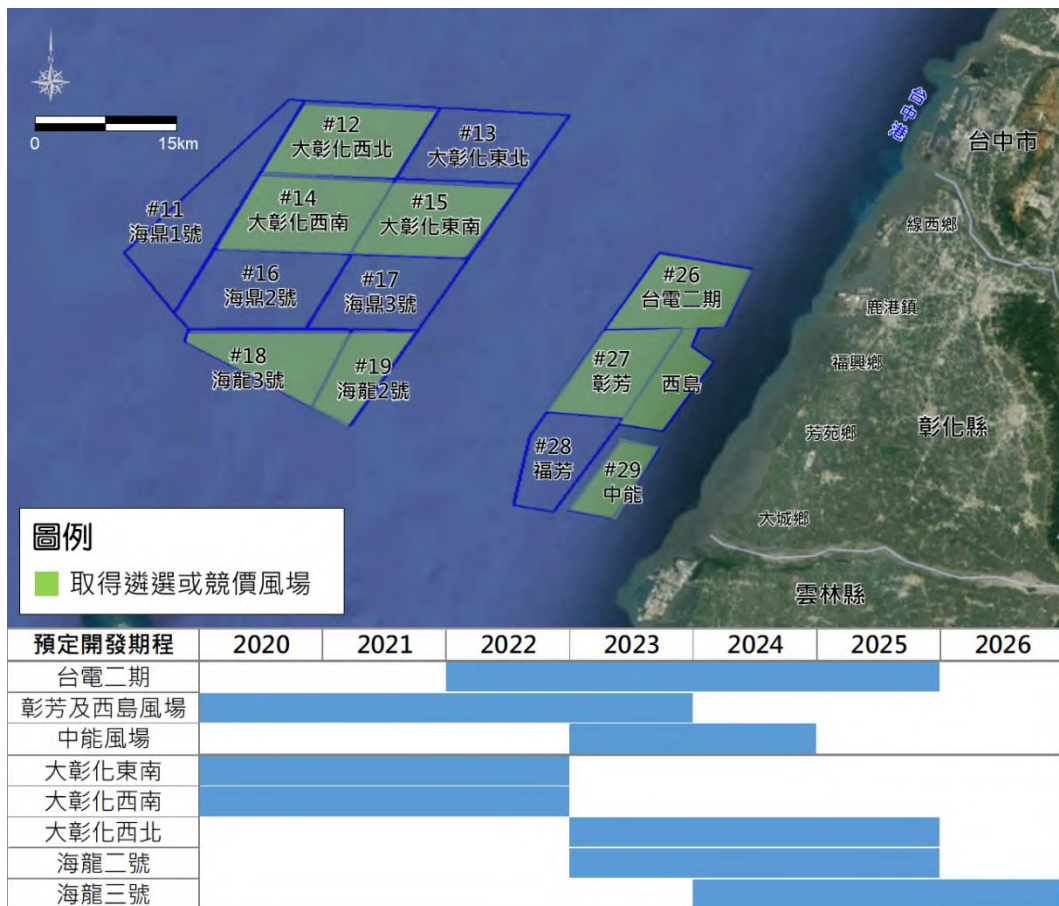 N
0
15km
台中港
台中市
#12
大彰化西北
#13
大彰化東北
#14
大彰化西南
#15
大彰化東南
#11
海鼎1號
#16
海鼎2號
#17
海鼎3號
#18
海龍3號
#19
海龍2號
線西鄉
#26
台電二期
鹿港鎮
#27
彰芳
西島
福興鄉
芳苑鄉
彰化縣
#28
福芳
#29
中能
大城鄉
雲林縣
圖例
取得遴選或競價風場
預定開發期程 2020 2021 2022 2023 2024 2025 2026
台電二期
彰芳及西島風場
中能風場
大彰化東南
大彰化西南
大彰化西北
海龍二號
海龍三號